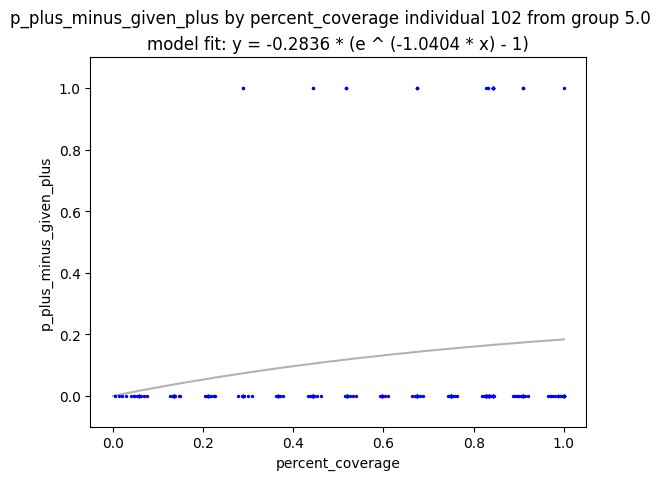 p_plus_minus_given_plus by percent_coverage individual 102 from group 5.0
model fit: y = -0.2836 * (e ^ (-1.0404 * x) - 1)
1.0
0.8
0.6
0.4
0.2
0.0
p_plus_minus_given_plus
0.0 0.2 0.4 0.6 0.8 1.0
percent_coverage